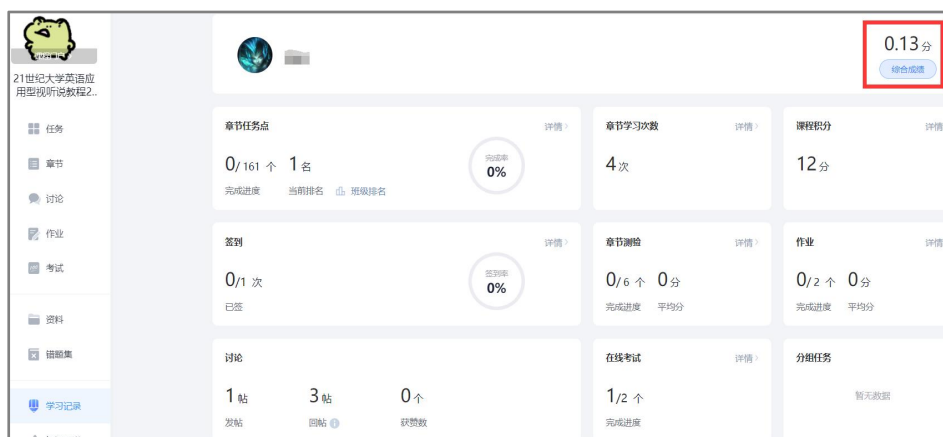 0.13 分
综合成绩
21世纪大学英语应
用型视听说教程2..
任务
章节
讨论
作业
考试
资料
错题集
学习记录
章节任务点 详情
0/161 个 1 名
完成进度 当前排名 班级排名
完成率
0%
章节学习次数 详情
4 次
课程积分 详情
12 分
签到 详情
0/1 次
已签
签到率
0%
章节测验 详情
0/6 个 0 分
完成进度 平均分
作业 详情
0/2 个 0 分
完成进度 平均分
讨论
1 帖 3 帖 0 个
发帖 回帖 获赞数
在线考试 详情
1/2 个
完成进度
分组任务
暂无数据